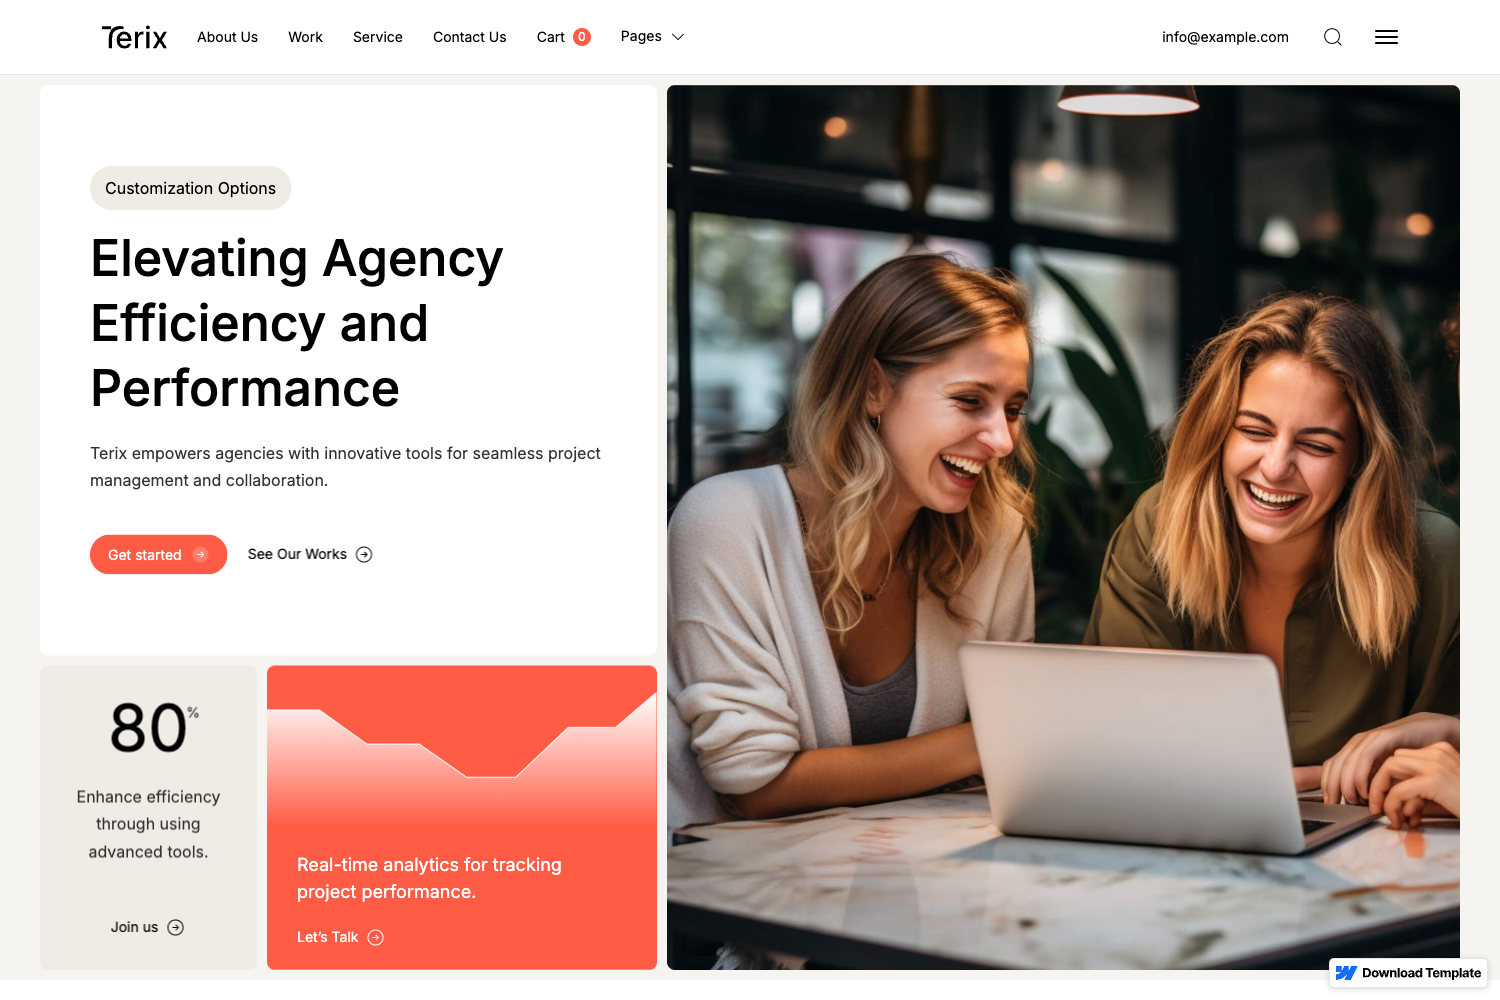 Terix
About Us
Work
Service
Contact Us
Cart 0
Pages
info@example.com
Customization Options
Elevating Agency
Efficiency and
Performance
Terix empowers agencies with innovative tools for seamless project
management and collaboration.
Get started
See Our Works
80%
Enhance efficiency
through using
advanced tools.
Join us
Real-time analytics for tracking
project performance.
Let's Talk
Download Template